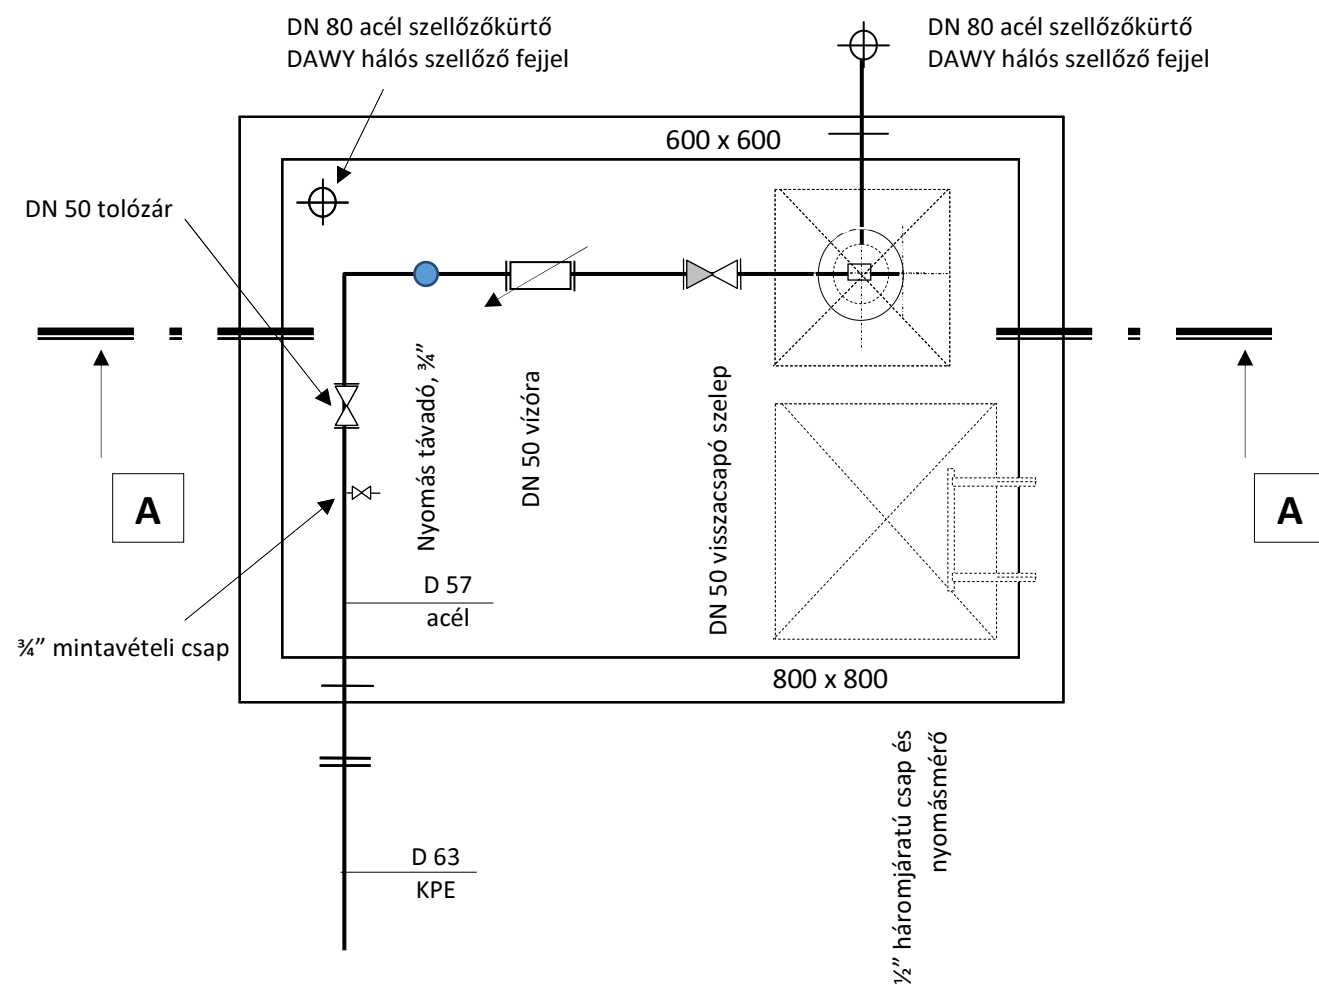 DN 80 acél szellőzőkürtő
DAWY hálós szellőző fejjel
DN 80 acél szellőzőkürtő
DAWY hálós szellőző fejjel
600 x 600
DN 50 tolózár
Nyomás távadó, ¾”
DN 50 vízóra
DN 50 visszacsapó szelep
A
A
D 57
acél
¾” mintavételi csap
800 x 800
½” háromjáratú csap és
nyomásmérő
D 63
KPE